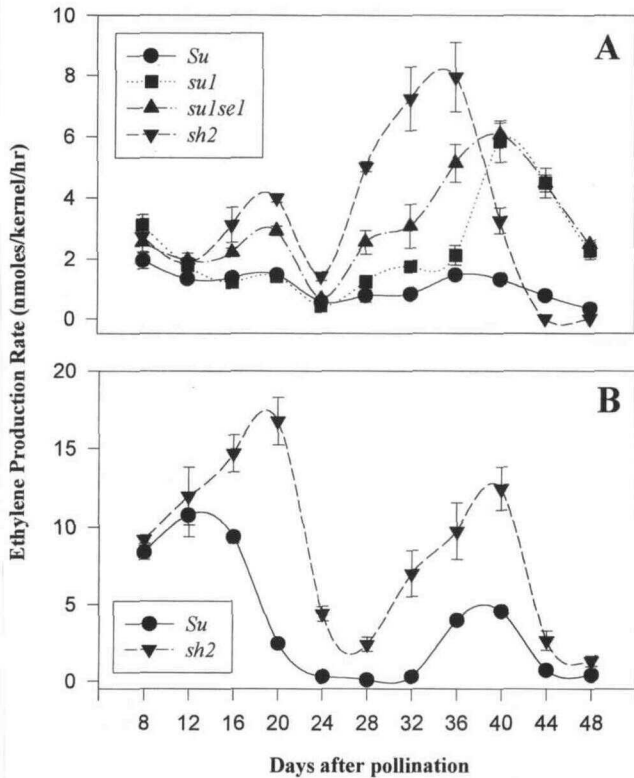 Ethylene Production Rate (nmoles/kernel/hr)
10
8
6
4
2
0
A
Su
su1
su1se1
sh2
20
15
10
5
0
B
Su
sh2
8 12 16 20 24 28 32 36 40 44 48
Days after pollination